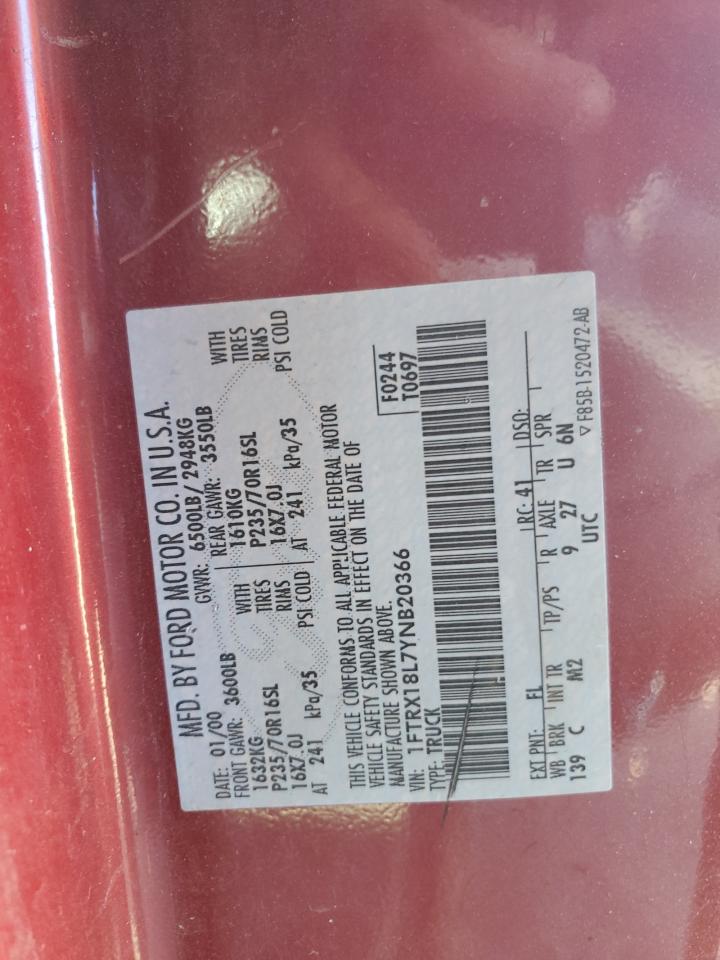 MFD. BY FORD MOTOR CO. IN U.S.A.
DATE: 01/00 GVWR: 6500LB/ 2948KG
FRONT GAWR: 3600LB REAR GAWR: 3550LB
1632KG WITH 1610KG WITH
P235/70R16SL TIRES P235/70R16SL TIRES
16X7.0J RIMS 16X7.0J RIMS
AT 241 kPa/35 PSI COLD AT 241 kPa/35 PSI COLD
THIS VEHICLE CONFORMS TO ALL APPLICABLE FEDERAL MOTOR
VEHICLE SAFETY STANDARDS IN EFFECT ON THE DATE OF
MANUFACTURE SHOWN ABOVE.
VIN: 1FTRX18L7YNB20366 F0244
TYPE: TRUCK T0697
EXT PNT: FL RC: 41 DSO:
WB BRK INT TR TP/PS R AXLE TR SPR
139 C M2 9 27 U 6N
UTC
▽ F85B-1520472-AB